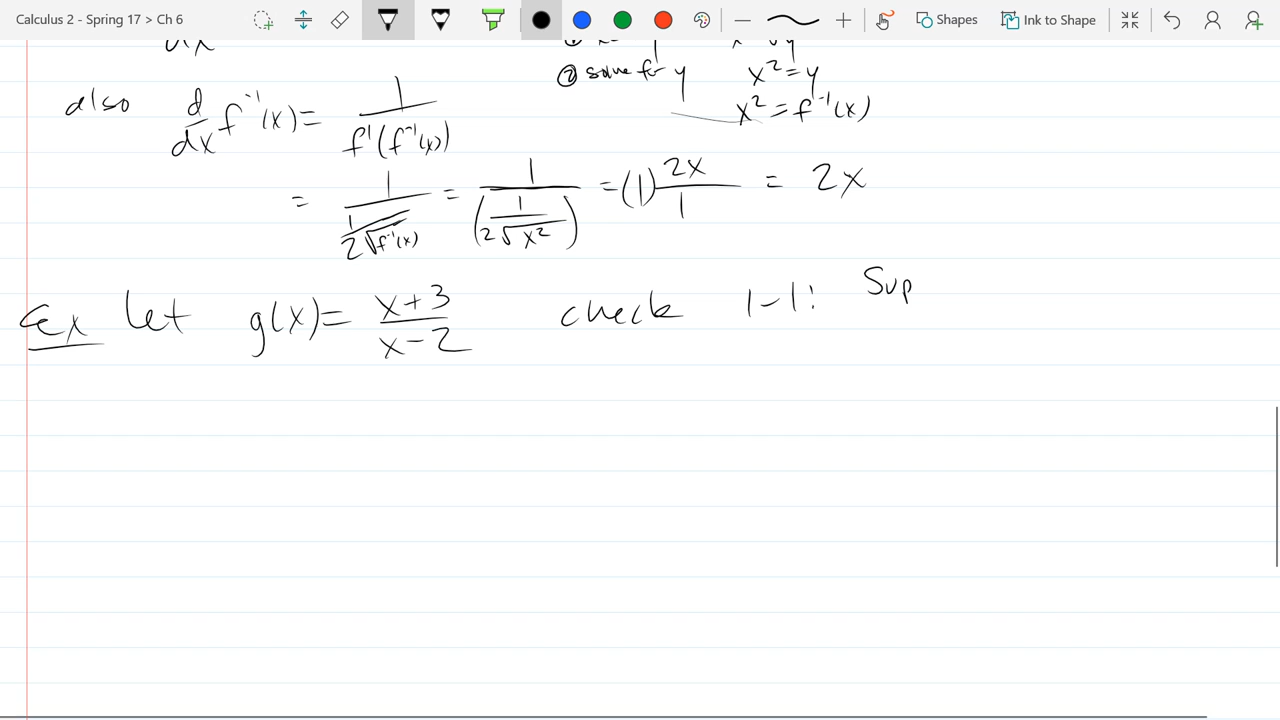 Calculus 2 - Spring 17 > Ch 6
Shapes
Ink to Shape
dx
② solve for y
x² = y
x² = f⁻¹(x)
also d/dx f⁻¹(x) = 1/f'(f⁻¹(x))
= 1/(1/(2√f⁻¹(x))) = 1/(1/(2√x²)) = (1) 2x/1 = 2x
Ex Let g(x) = (x+3)/(x-2) check 1-1: Sup